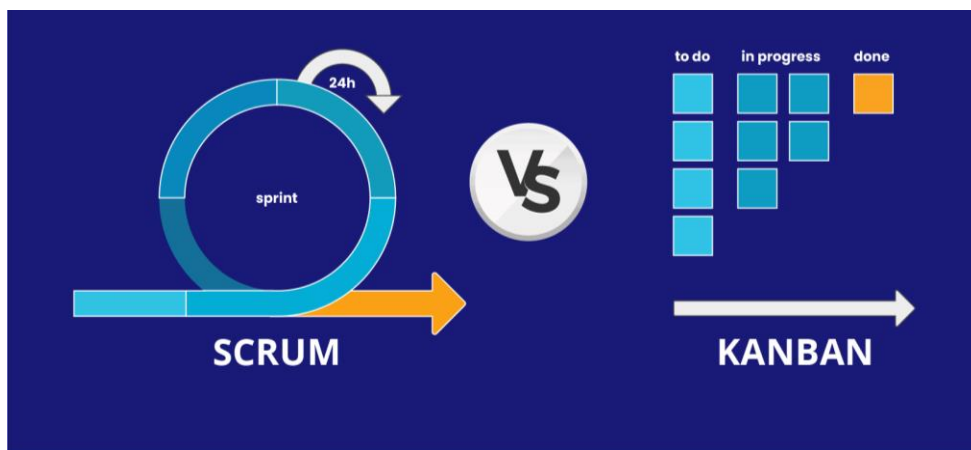 24h
sprint
SCRUM
VS
to do in progress done
KANBAN